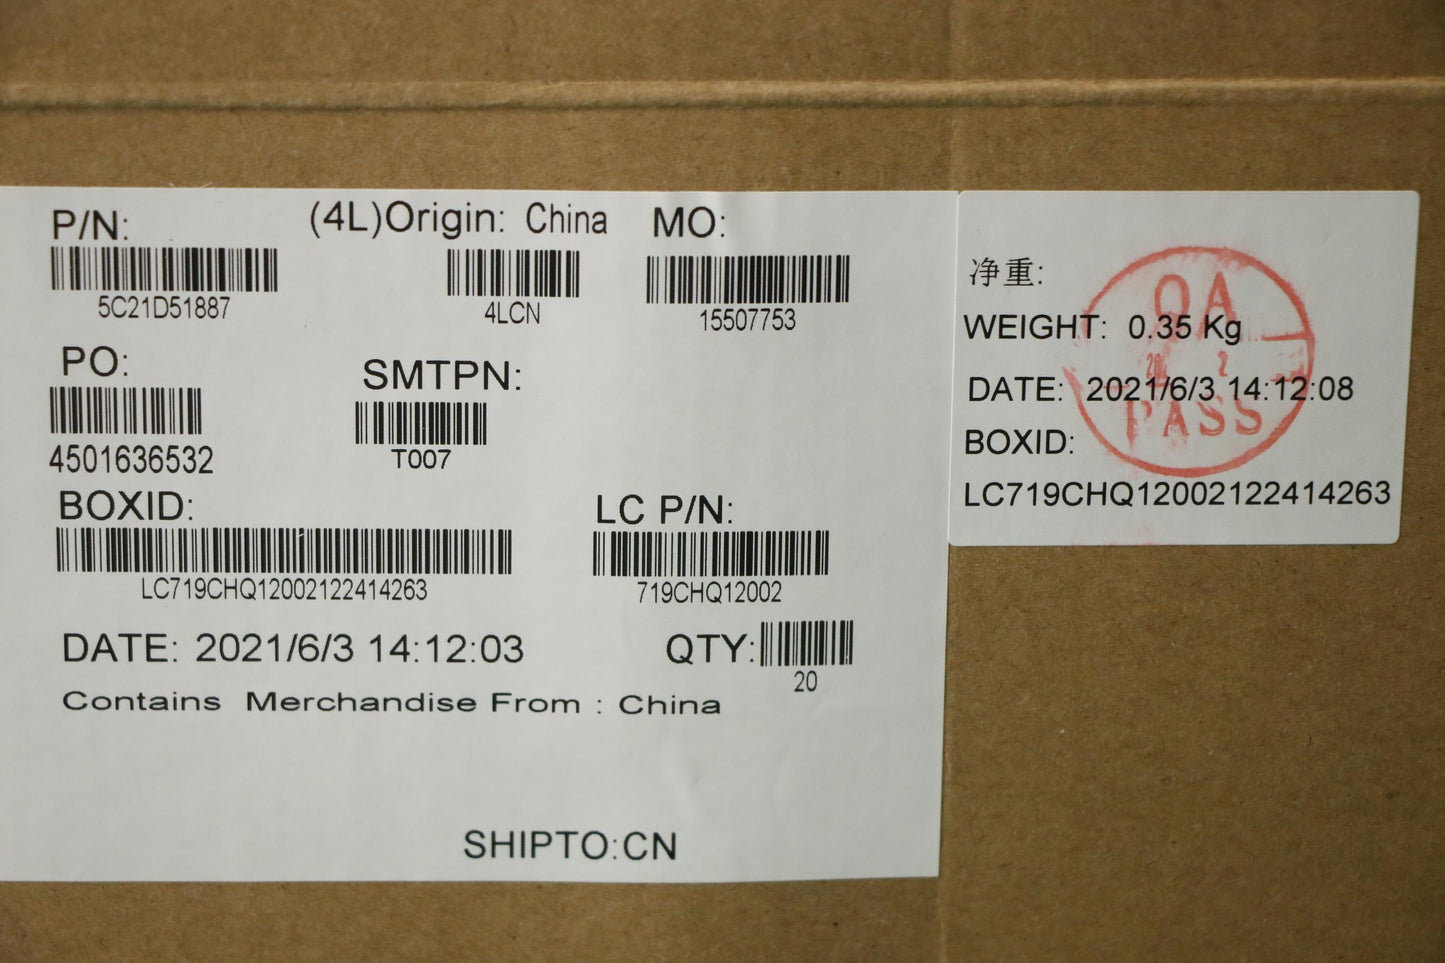 P/N:
5C21D51887
(4L)Origin: China
4LCN
MO:
15507753
PO:
4501636532
SMTPN:
T007
BOXID:
LC719CHQ12002122414263
LC P/N:
719CHQ12002
DATE: 2021/6/3 14:12:03
QTY:
20
Contains Merchandise From : China
SHIPTO:CN
净重:
WEIGHT: 0.35 Kg
DATE: 2021/6/3 14:12:08
BOXID:
LC719CHQ12002122414263
QA
PASS